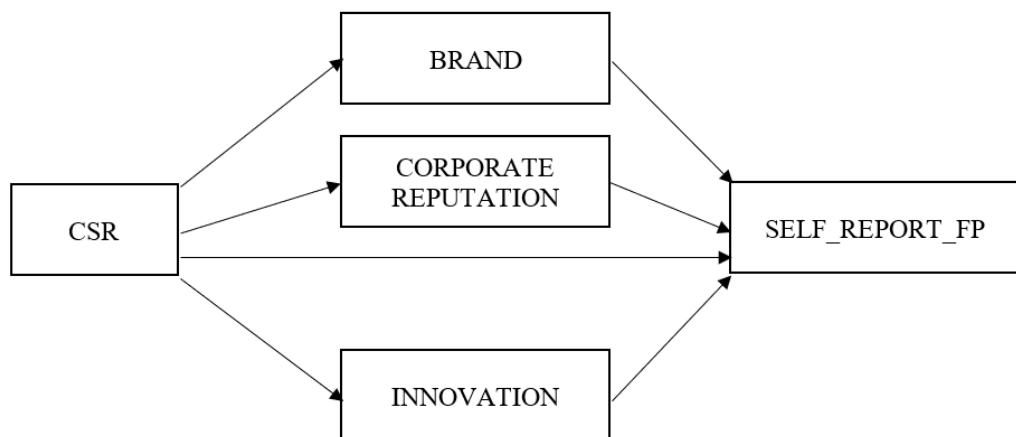 BRAND
CORPORATE
REPUTATION
CSR
SELF_REPORT_FP
INNOVATION